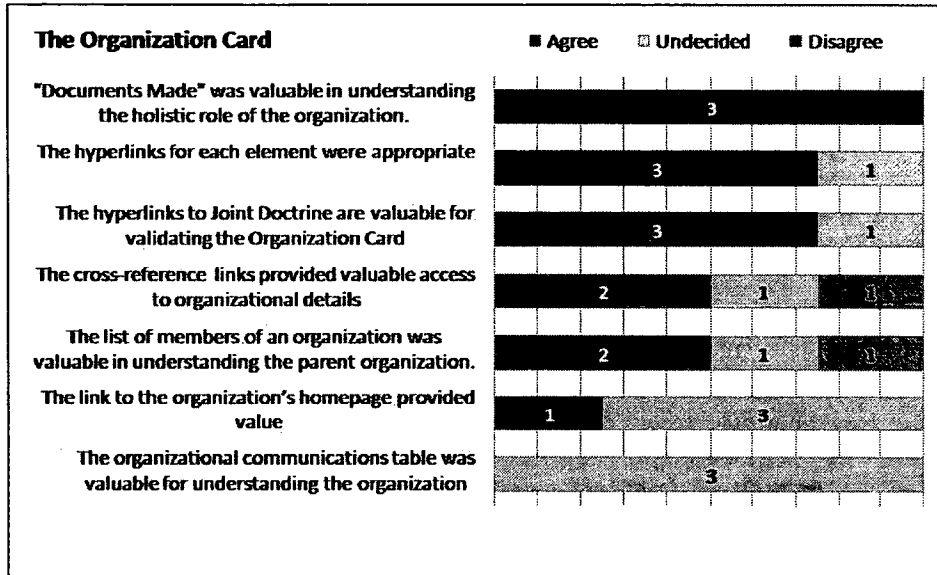 The Organization Card
Agree Undecided Disagree
"Documents Made" was valuable in understanding
the holistic role of the organization.
3
The hyperlinks for each element were appropriate
3 1
The hyperlinks to Joint Doctrine are valuable for
validating the Organization Card
3 1
The cross-reference links provided valuable access
to organizational details
2 1 1
The list of members of an organization was
valuable in understanding the parent organization.
2 1 1
The link to the organization's homepage provided
value
1 3
The organizational communications table was
valuable for understanding the organization
3